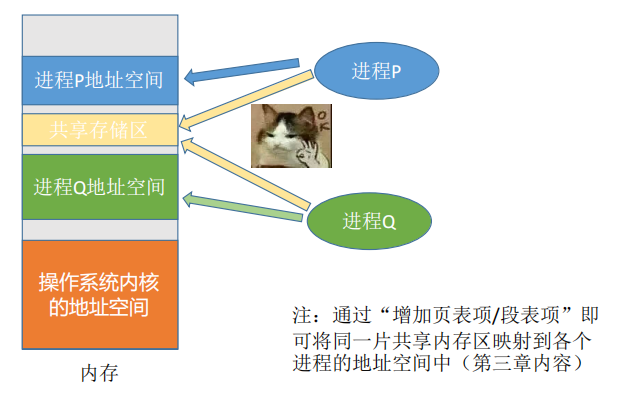 进程P地址空间
进程P
共享存储区
OK
进程Q地址空间
进程Q
操作系统内核
的地址空间
内存
注：通过“增加页表项/段表项”即
可将同一片共享内存区映射到各个
进程的地址空间中（第三章内容）